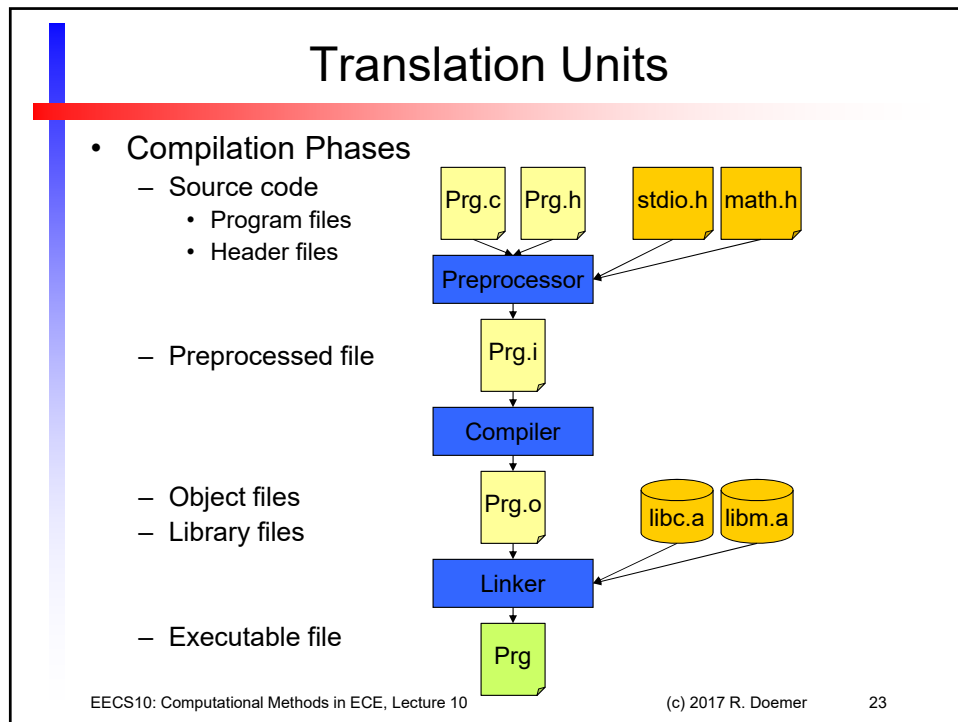 Translation Units
• Compilation Phases
– Source code
• Program files
• Header files
Prg.c Prg.h stdio.h math.h
Preprocessor
– Preprocessed file
Prg.i
Compiler
– Object files
– Library files
Prg.o libc.a libm.a
Linker
– Executable file
Prg
EECS10: Computational Methods in ECE, Lecture 10 (c) 2017 R. Doemer 23